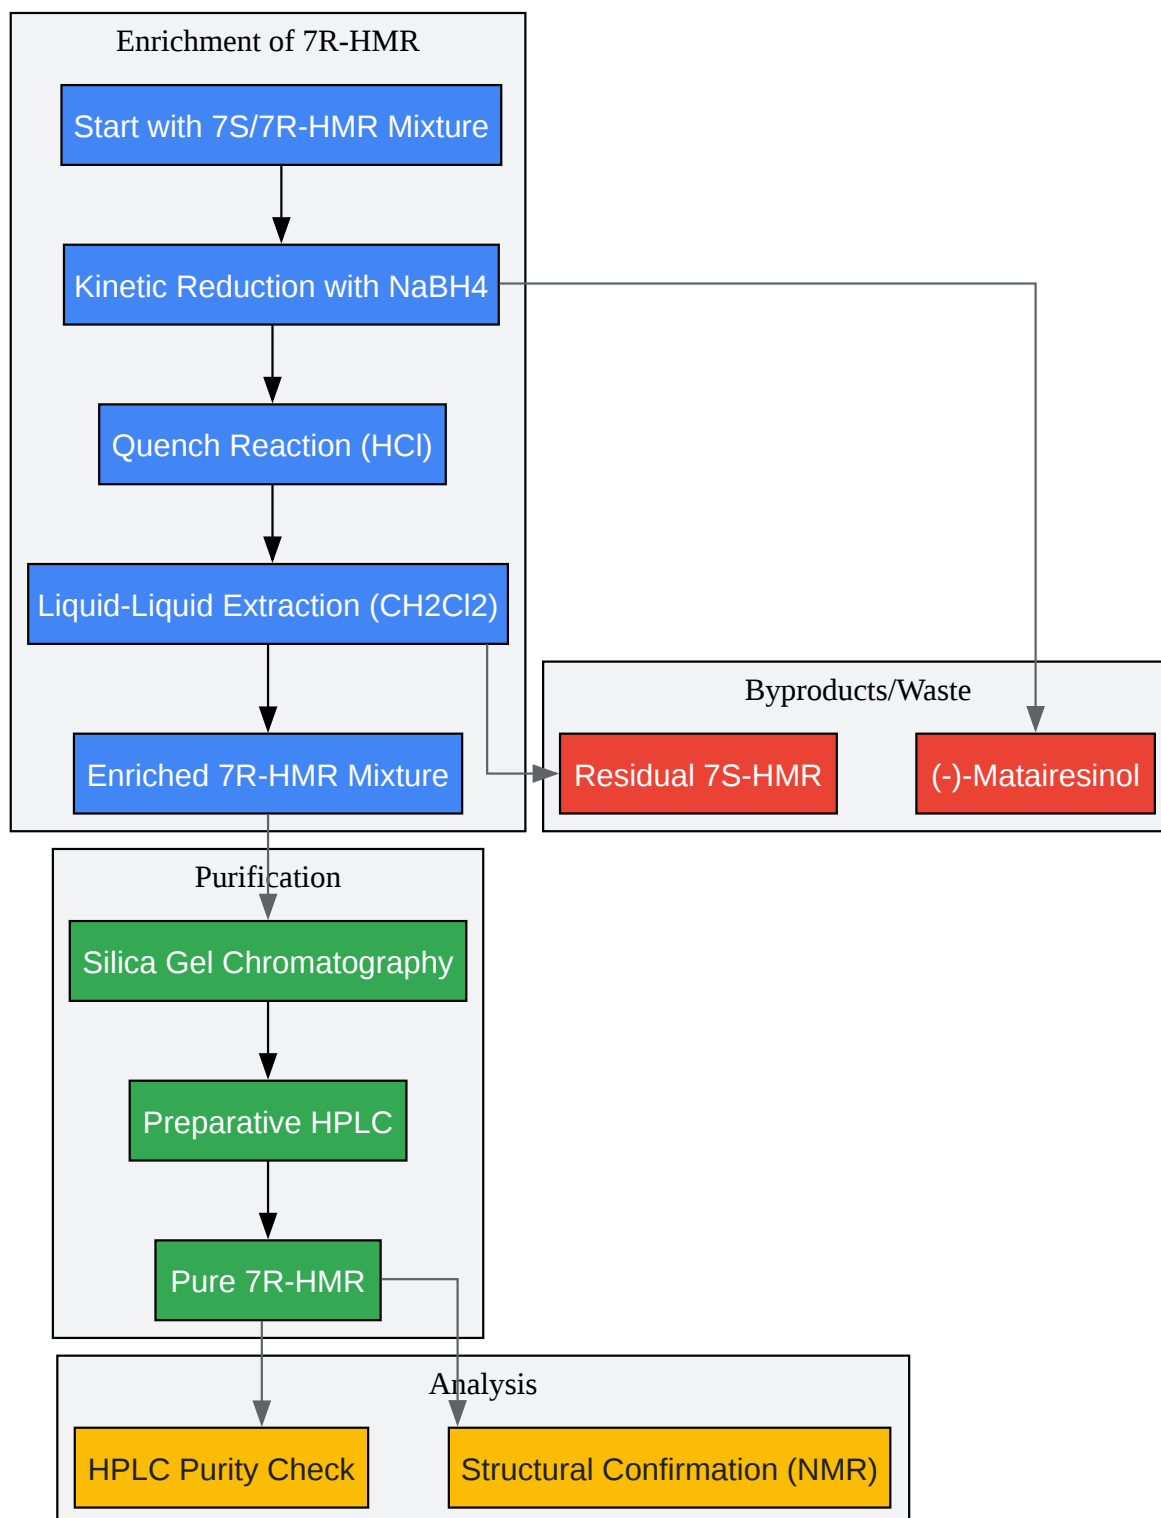 Enrichment of 7R-HMR
Start with 7S/7R-HMR Mixture
Kinetic Reduction with NaBH4
Quench Reaction (HCl)
Liquid-Liquid Extraction (CH2Cl2)
Enriched 7R-HMR Mixture
Byproducts/Waste
Residual 7S-HMR
(-)-Matairesinol
Purification
Silica Gel Chromatography
Preparative HPLC
Pure 7R-HMR
Analysis
HPLC Purity Check
Structural Confirmation (NMR)